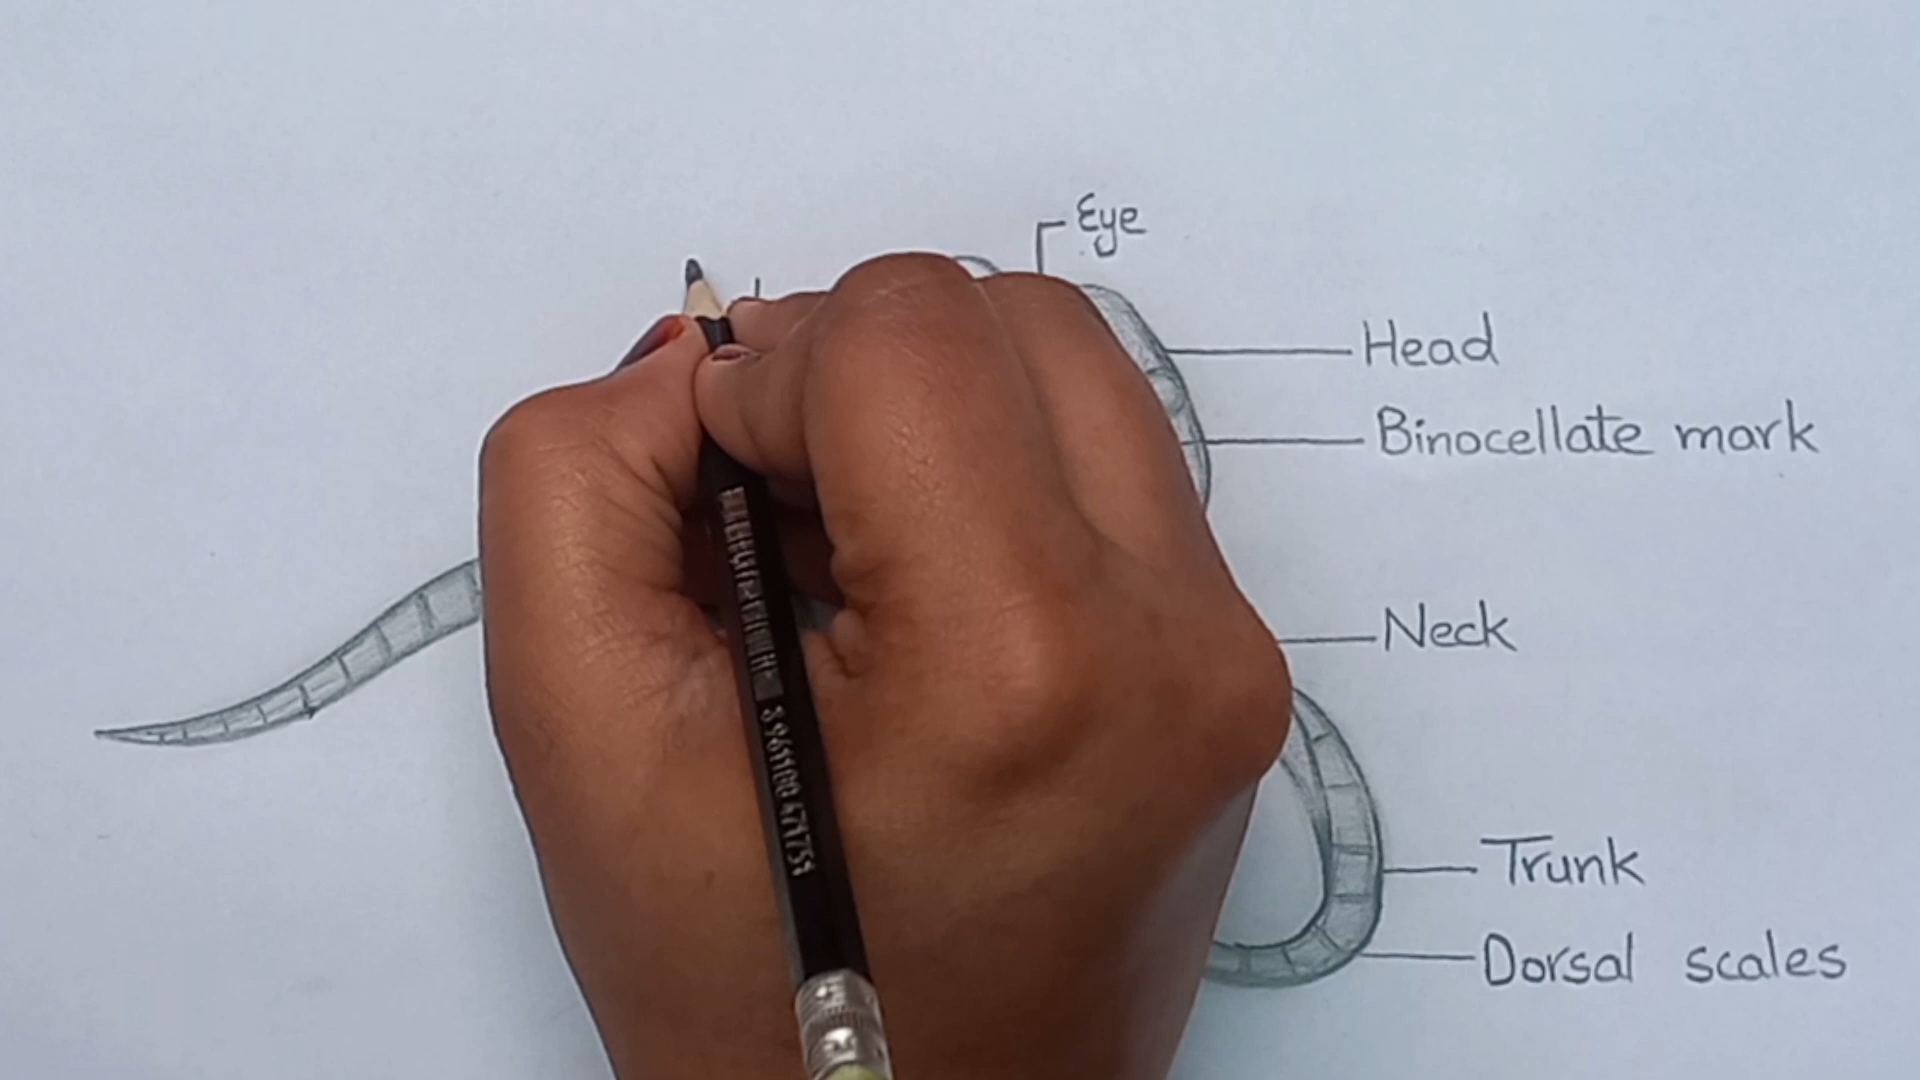 Eye
Head
Binocellate mark
Neck
Trunk
Dorsal scales